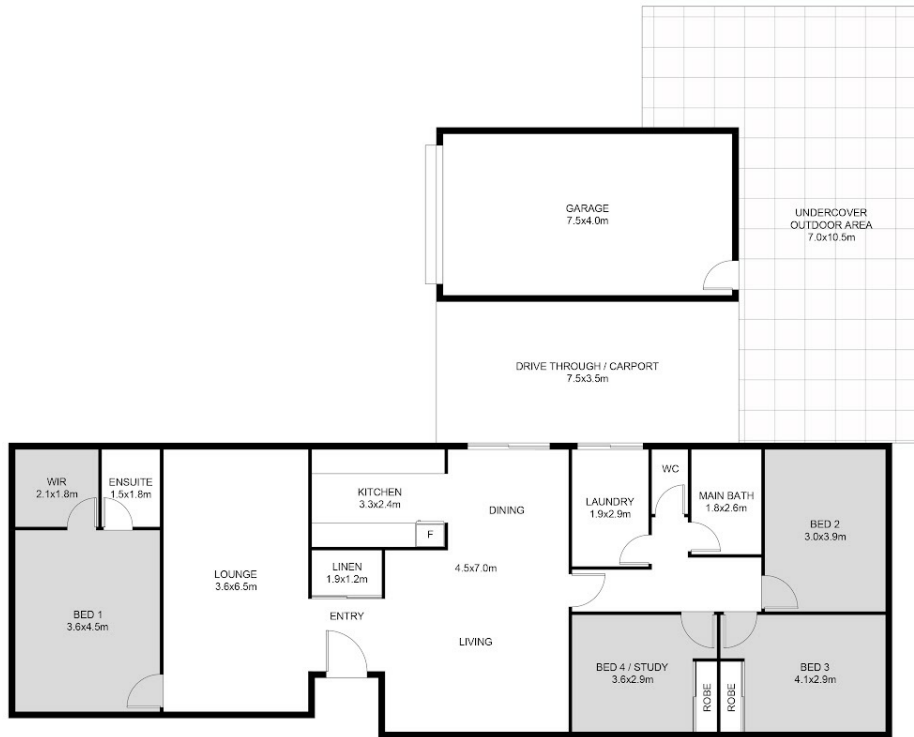 GARAGE
7.5x4.0m
UNDERCOVER
OUTDOOR AREA
7.0x10.5m
DRIVE THROUGH / CARPORT
7.5x3.5m
WIR
2.1x1.8m
ENSUITE
1.5x1.8m
KITCHEN
3.3x2.4m
F
DINING
LAUNDRY
1.9x2.9m
WC
MAIN BATH
1.8x2.6m
BED 2
3.0x3.9m
LOUNGE
3.6x6.5m
LINEN
1.9x1.2m
4.5x7.0m
BED 1
3.6x4.5m
ENTRY
LIVING
BED 4 / STUDY
3.6x2.9m
ROBE
ROBE
BED 3
4.1x2.9m